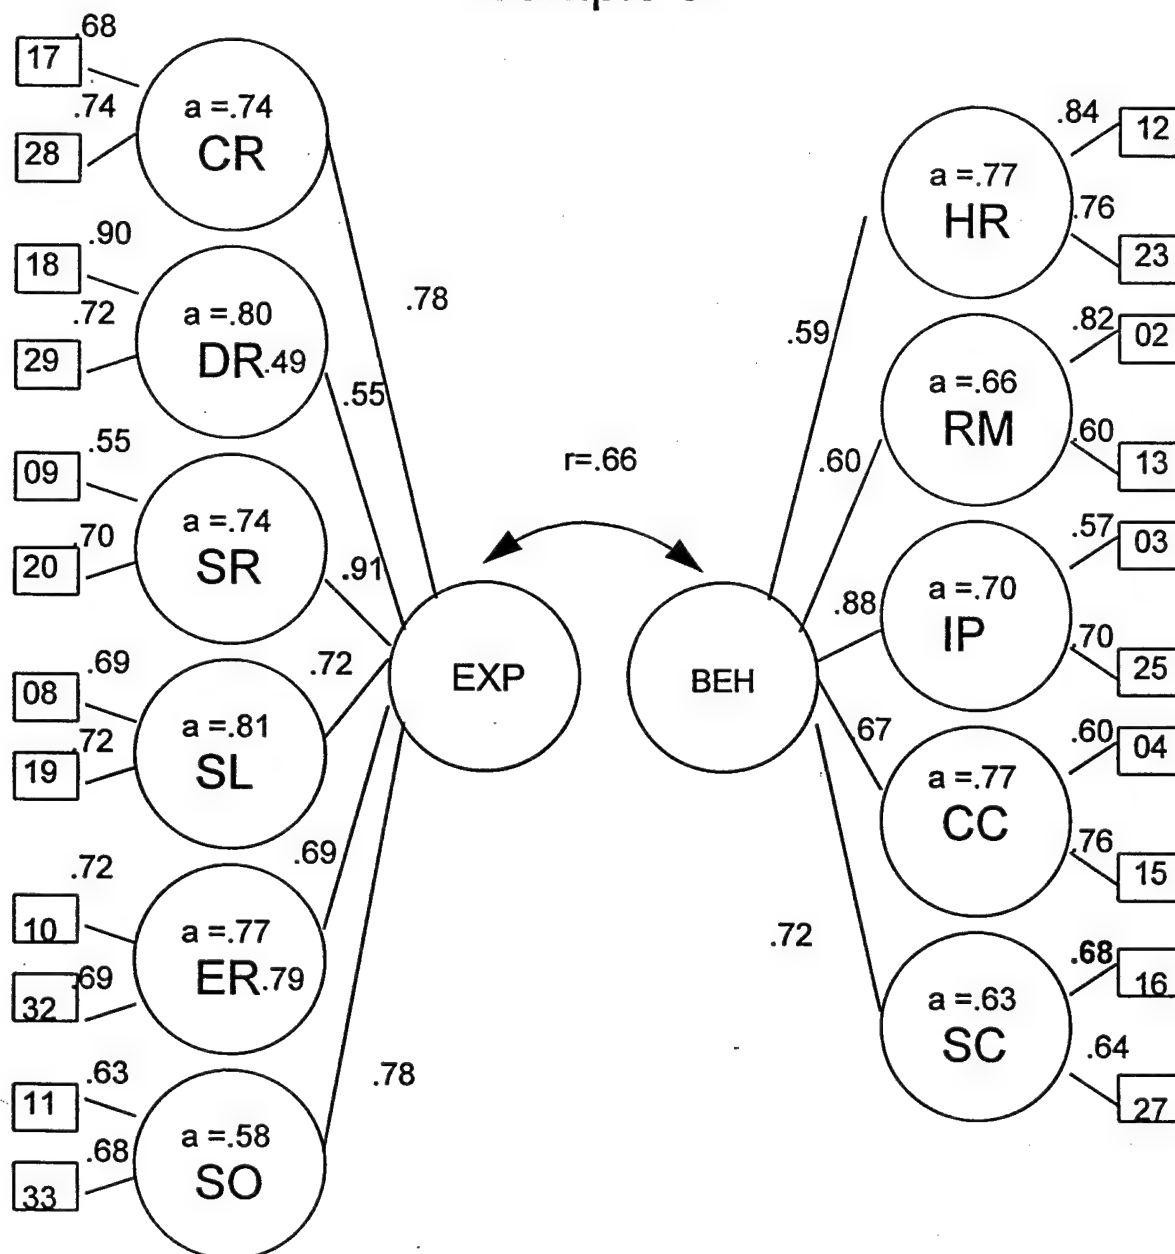 .68
17
.74
28
a =.74
CR
.78
.90
18
.72
29
a =.80
DR.49
.55
.55
09
.70
20
a =.74
SR
.91
.69
08
.72
19
a =.81
SL
.72
.72
10
.69
32
a =.77
ER.79
.69
.63
11
.68
33
a =.58
SO
.78
EXP
r=.66
BEH
.59
a =.77
HR
.84
12
.76
23
.60
a =.66
RM
.82
02
.60
13
.88
a =.70
IP
.57
03
.70
25
.67
a =.77
CC
.60
04
.76
15
.72
a =.63
SC
.68
16
.64
27